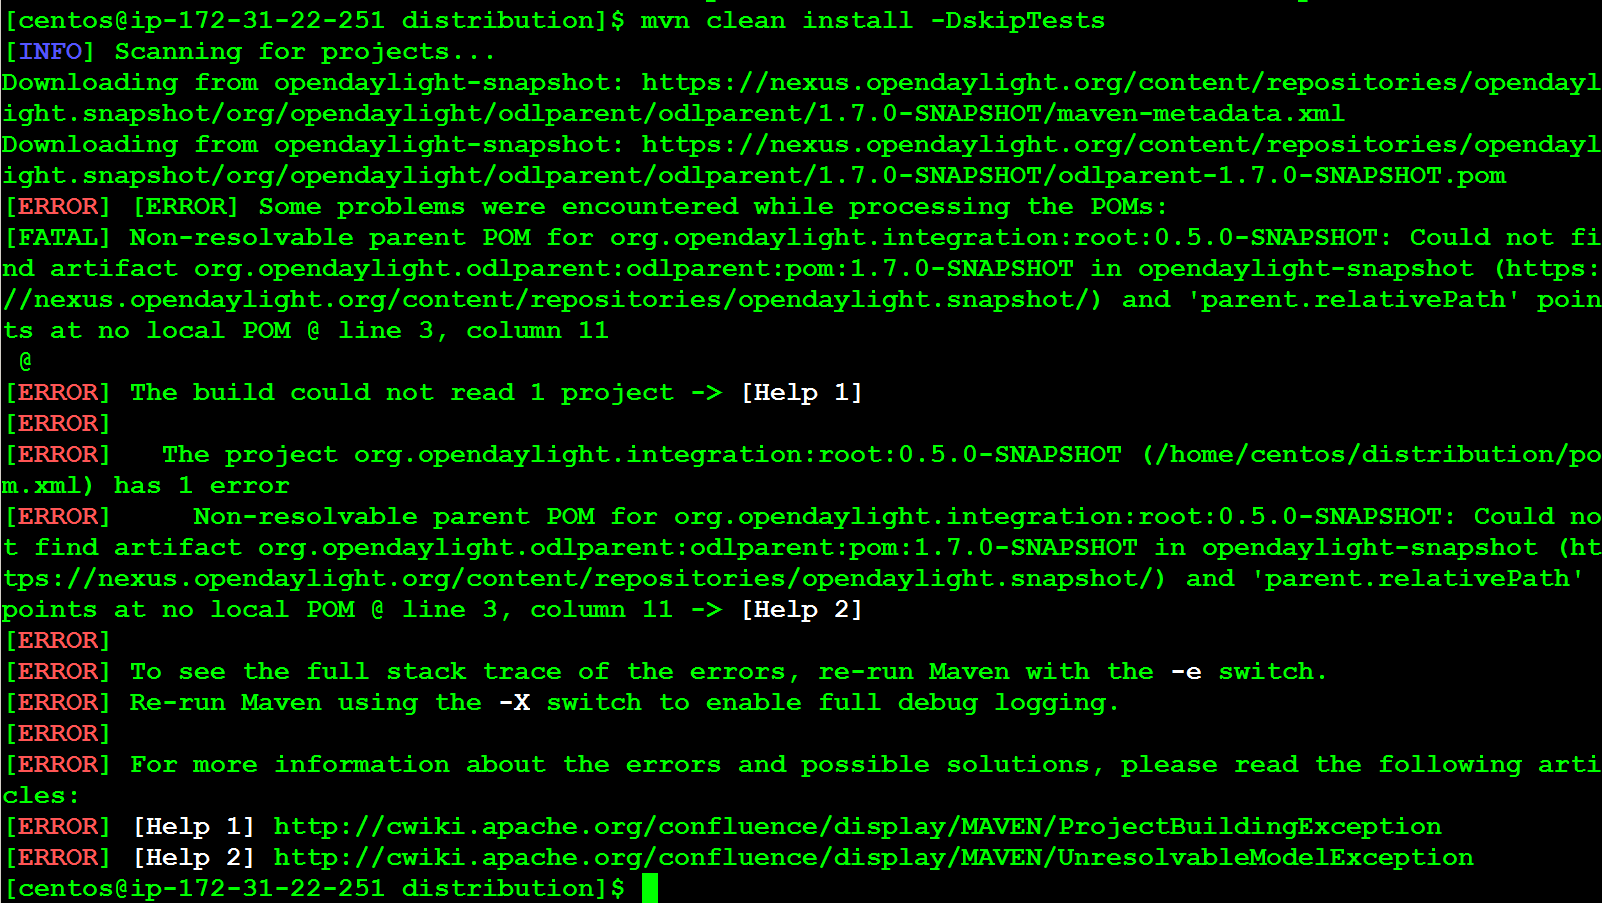 [centos@ip-172-31-22-251 distribution]$ mvn clean install -DskipTests
[INFO] Scanning for projects...
Downloading from opendaylight-snapshot: https://nexus.opendaylight.org/content/repositories/opendayl
ight.snapshot/org/opendaylight/odlparent/odlparent/1.7.0-SNAPSHOT/maven-metadata.xml
Downloading from opendaylight-snapshot: https://nexus.opendaylight.org/content/repositories/opendayl
ight.snapshot/org/opendaylight/odlparent/odlparent/1.7.0-SNAPSHOT/odlparent-1.7.0-SNAPSHOT.pom
[ERROR] [ERROR] Some problems were encountered while processing the POMs:
[FATAL] Non-resolvable parent POM for org.opendaylight.integration:root:0.5.0-SNAPSHOT: Could not fi
nd artifact org.opendaylight.odlparent:odlparent:pom:1.7.0-SNAPSHOT in opendaylight-snapshot (https:
//nexus.opendaylight.org/content/repositories/opendaylight.snapshot/) and 'parent.relativePath' poin
ts at no local POM @ line 3, column 11
 @
[ERROR] The build could not read 1 project -> [Help 1]
[ERROR]
[ERROR]   The project org.opendaylight.integration:root:0.5.0-SNAPSHOT (/home/centos/distribution/po
m.xml) has 1 error
[ERROR]     Non-resolvable parent POM for org.opendaylight.integration:root:0.5.0-SNAPSHOT: Could no
t find artifact org.opendaylight.odlparent:odlparent:pom:1.7.0-SNAPSHOT in opendaylight-snapshot (ht
tps://nexus.opendaylight.org/content/repositories/opendaylight.snapshot/) and 'parent.relativePath'
points at no local POM @ line 3, column 11 -> [Help 2]
[ERROR]
[ERROR] To see the full stack trace of the errors, re-run Maven with the -e switch.
[ERROR] Re-run Maven using the -X switch to enable full debug logging.
[ERROR]
[ERROR] For more information about the errors and possible solutions, please read the following arti
cles:
[ERROR] [Help 1] http://cwiki.apache.org/confluence/display/MAVEN/ProjectBuildingException
[ERROR] [Help 2] http://cwiki.apache.org/confluence/display/MAVEN/UnresolvableModelException
[centos@ip-172-31-22-251 distribution]$